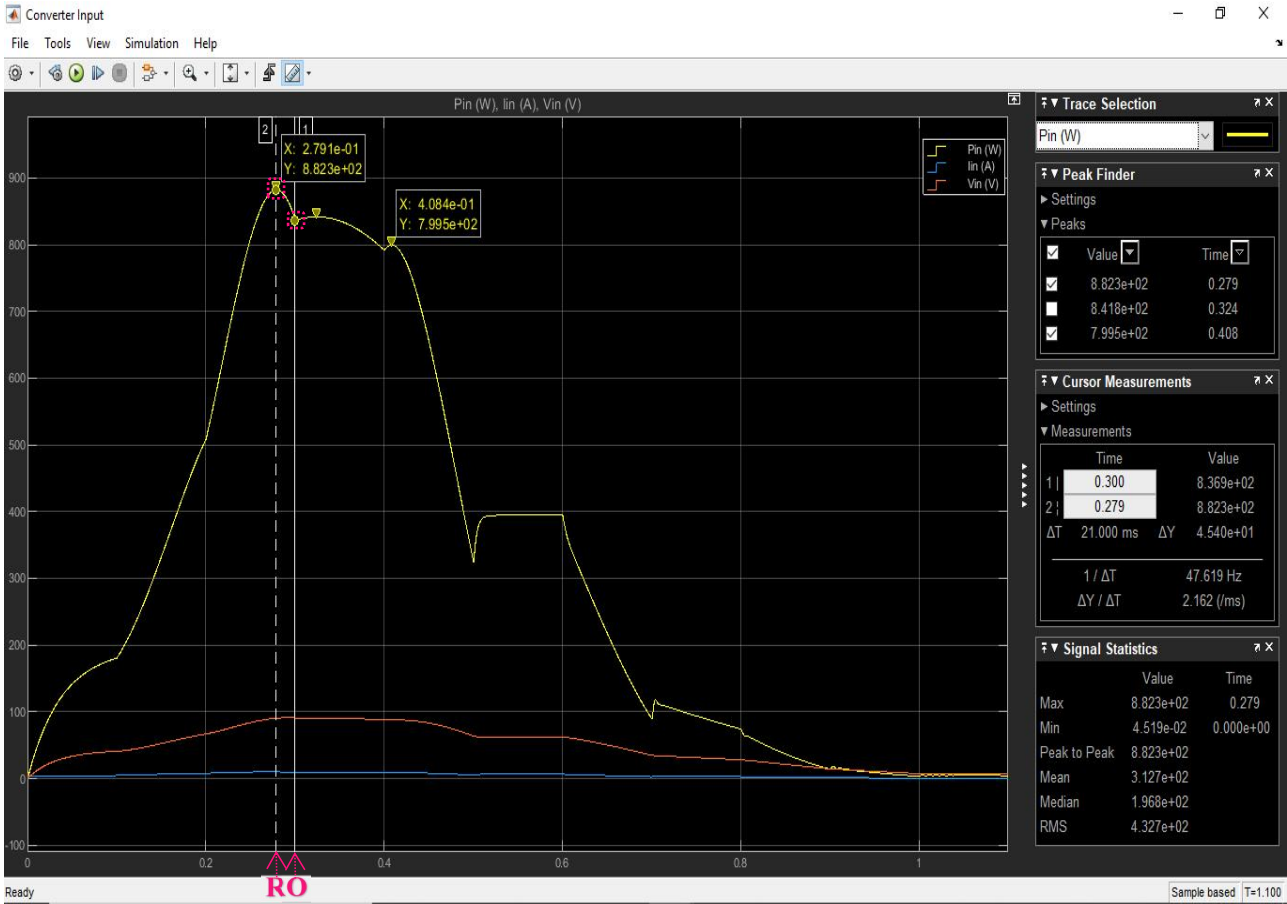 Converter Input
File Tools View Simulation Help
Pin (W), Iin (A), Vin (V)
2 1
X: 2.791e-01
Y: 8.823e+02
X: 4.084e-01
Y: 7.995e+02
Pin (W)
Iin (A)
Vin (V)
900
800
700
600
500
400
300
200
100
0
-100
0 0.2 0.4 0.6 0.8 1
RO
Trace Selection
Pin (W)
Peak Finder
Settings
Peaks
Value Time
8.823e+02 0.279
8.418e+02 0.324
7.995e+02 0.408
Cursor Measurements
Settings
Measurements
Time Value
1 | 0.300 8.369e+02
2 ¦ 0.279 8.823e+02
ΔT 21.000 ms ΔY 4.540e+01
1 / ΔT 47.619 Hz
ΔY / ΔT 2.162 (/ms)
Signal Statistics
Value Time
Max 8.823e+02 0.279
Min 4.519e-02 0.000e+00
Peak to Peak 8.823e+02
Mean 3.127e+02
Median 1.968e+02
RMS 4.327e+02
Ready Sample based T=1.100